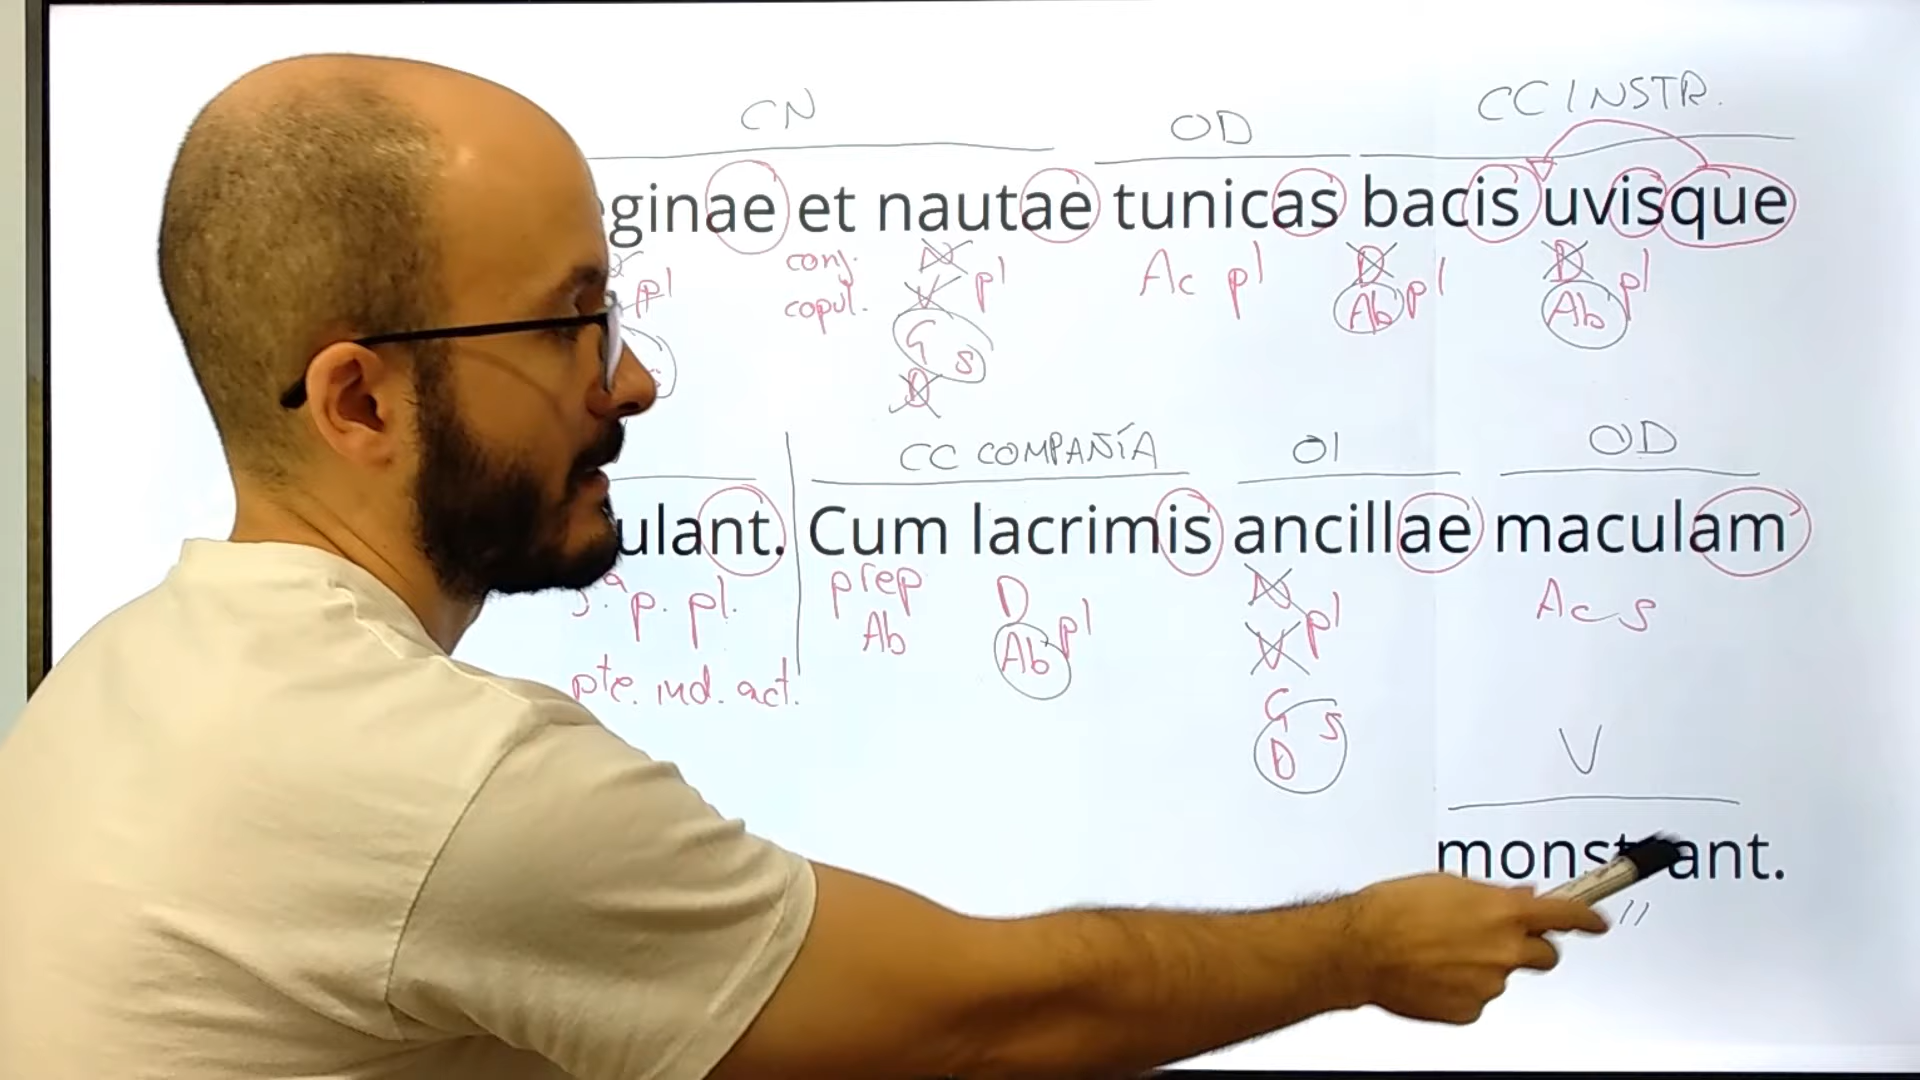 CN OD CC INSTR.
ginae et nautae tunicas bacis uvisque
pl conj. copul. N V pl G s D Ac pl D Ab pl D Ab pl
CC COMPAÑÍA OI OD
ulant. Cum lacrimis ancillae maculam
p. pl. prep Ab D Ab pl N V pl G D s Ac s
pte. ind. act.
V
monstrant.
"